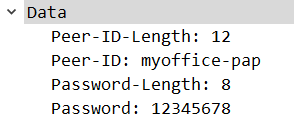 Data
Peer-ID-Length: 12
Peer-ID: myoffice-pap
Password-Length: 8
Password: 12345678